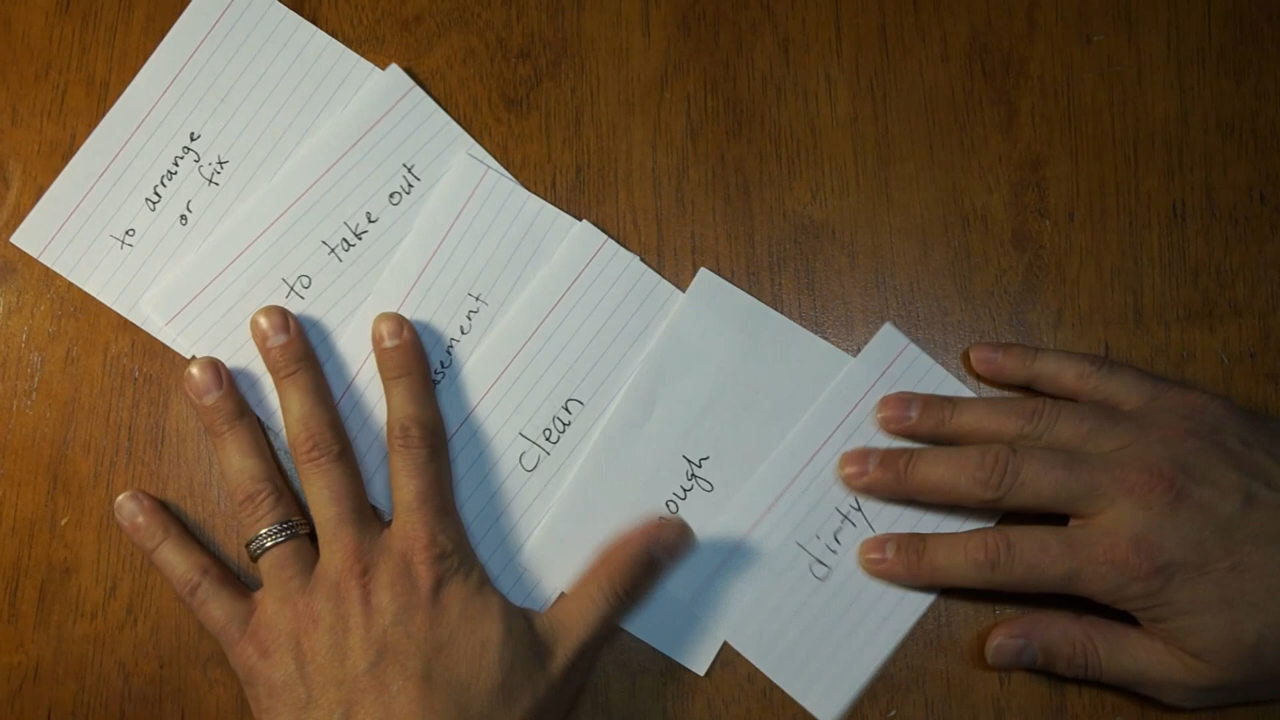 to arrange
or fix
to take out
clean
dirty